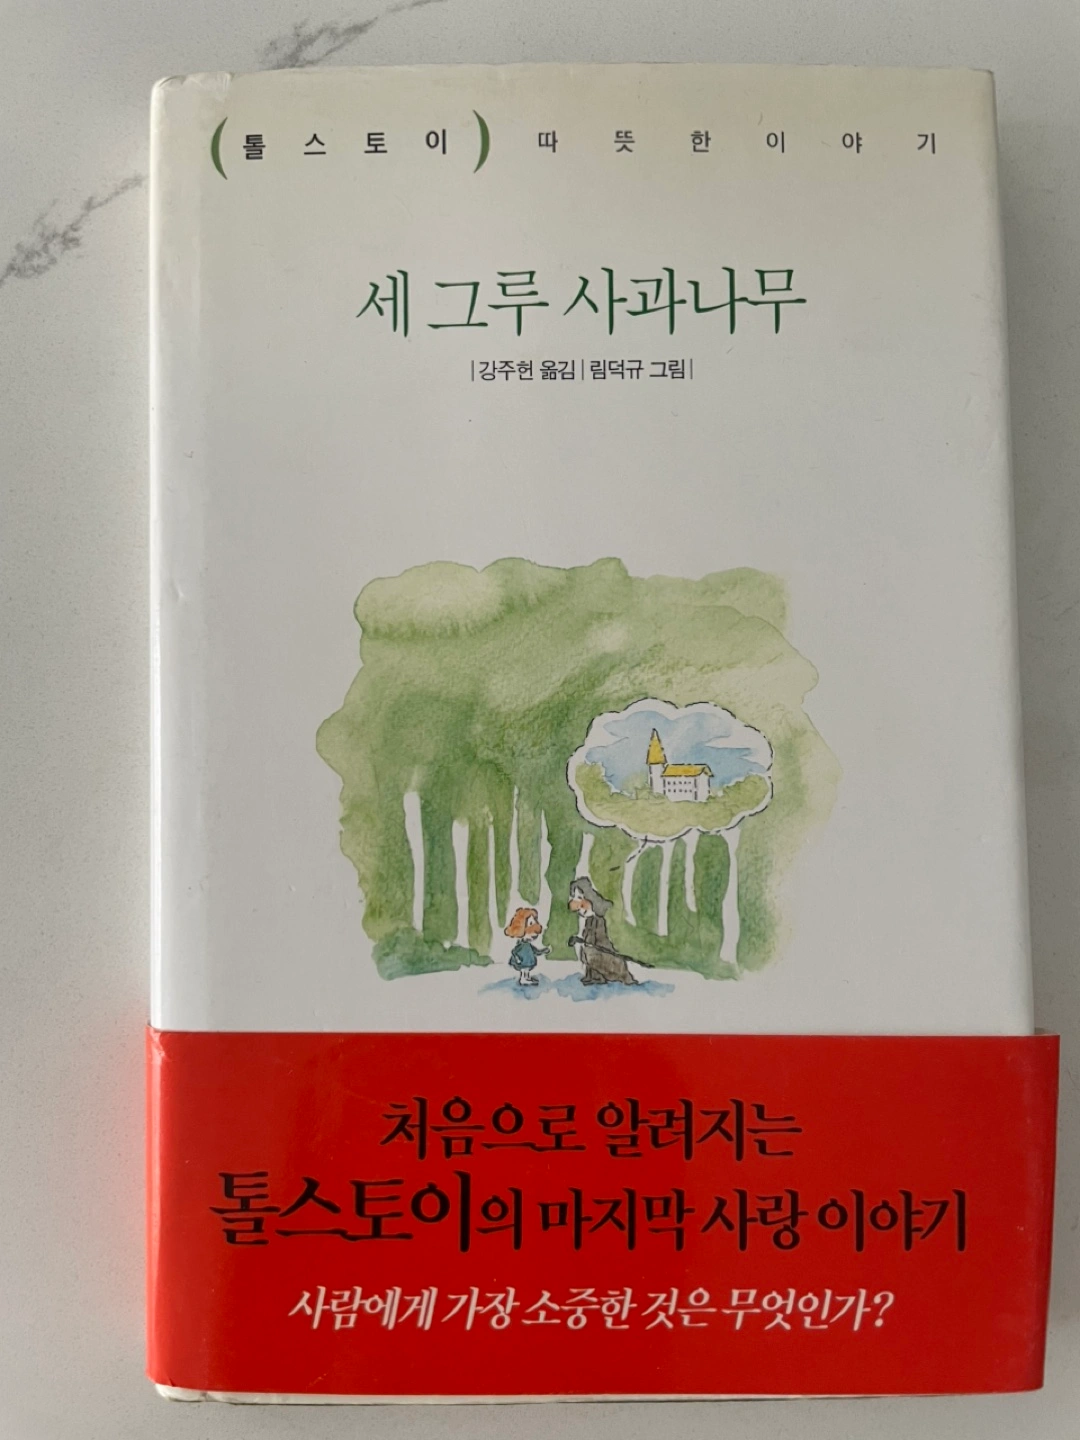 (톨스토이) 따뜻한이야기
세 그루 사과나무
|강주헌 옮김|림덕규 그림|
처음으로 알려지는
톨스토이의 마지막 사랑 이야기
사람에게 가장 소중한 것은 무엇인가?